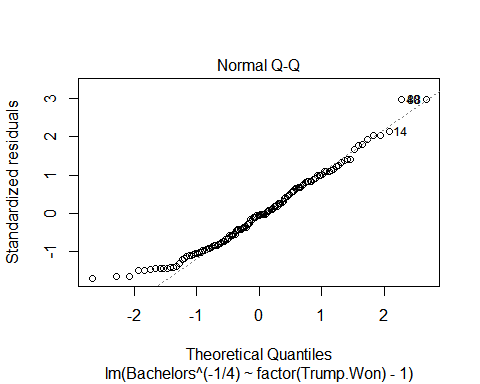 Normal Q-Q
Standardized residuals
3
2
1
0
-1
14
-2
-1
0
1
2
Theoretical Quantiles
lm(Bachelors^(-1/4) ~ factor(Trump.Won) - 1)